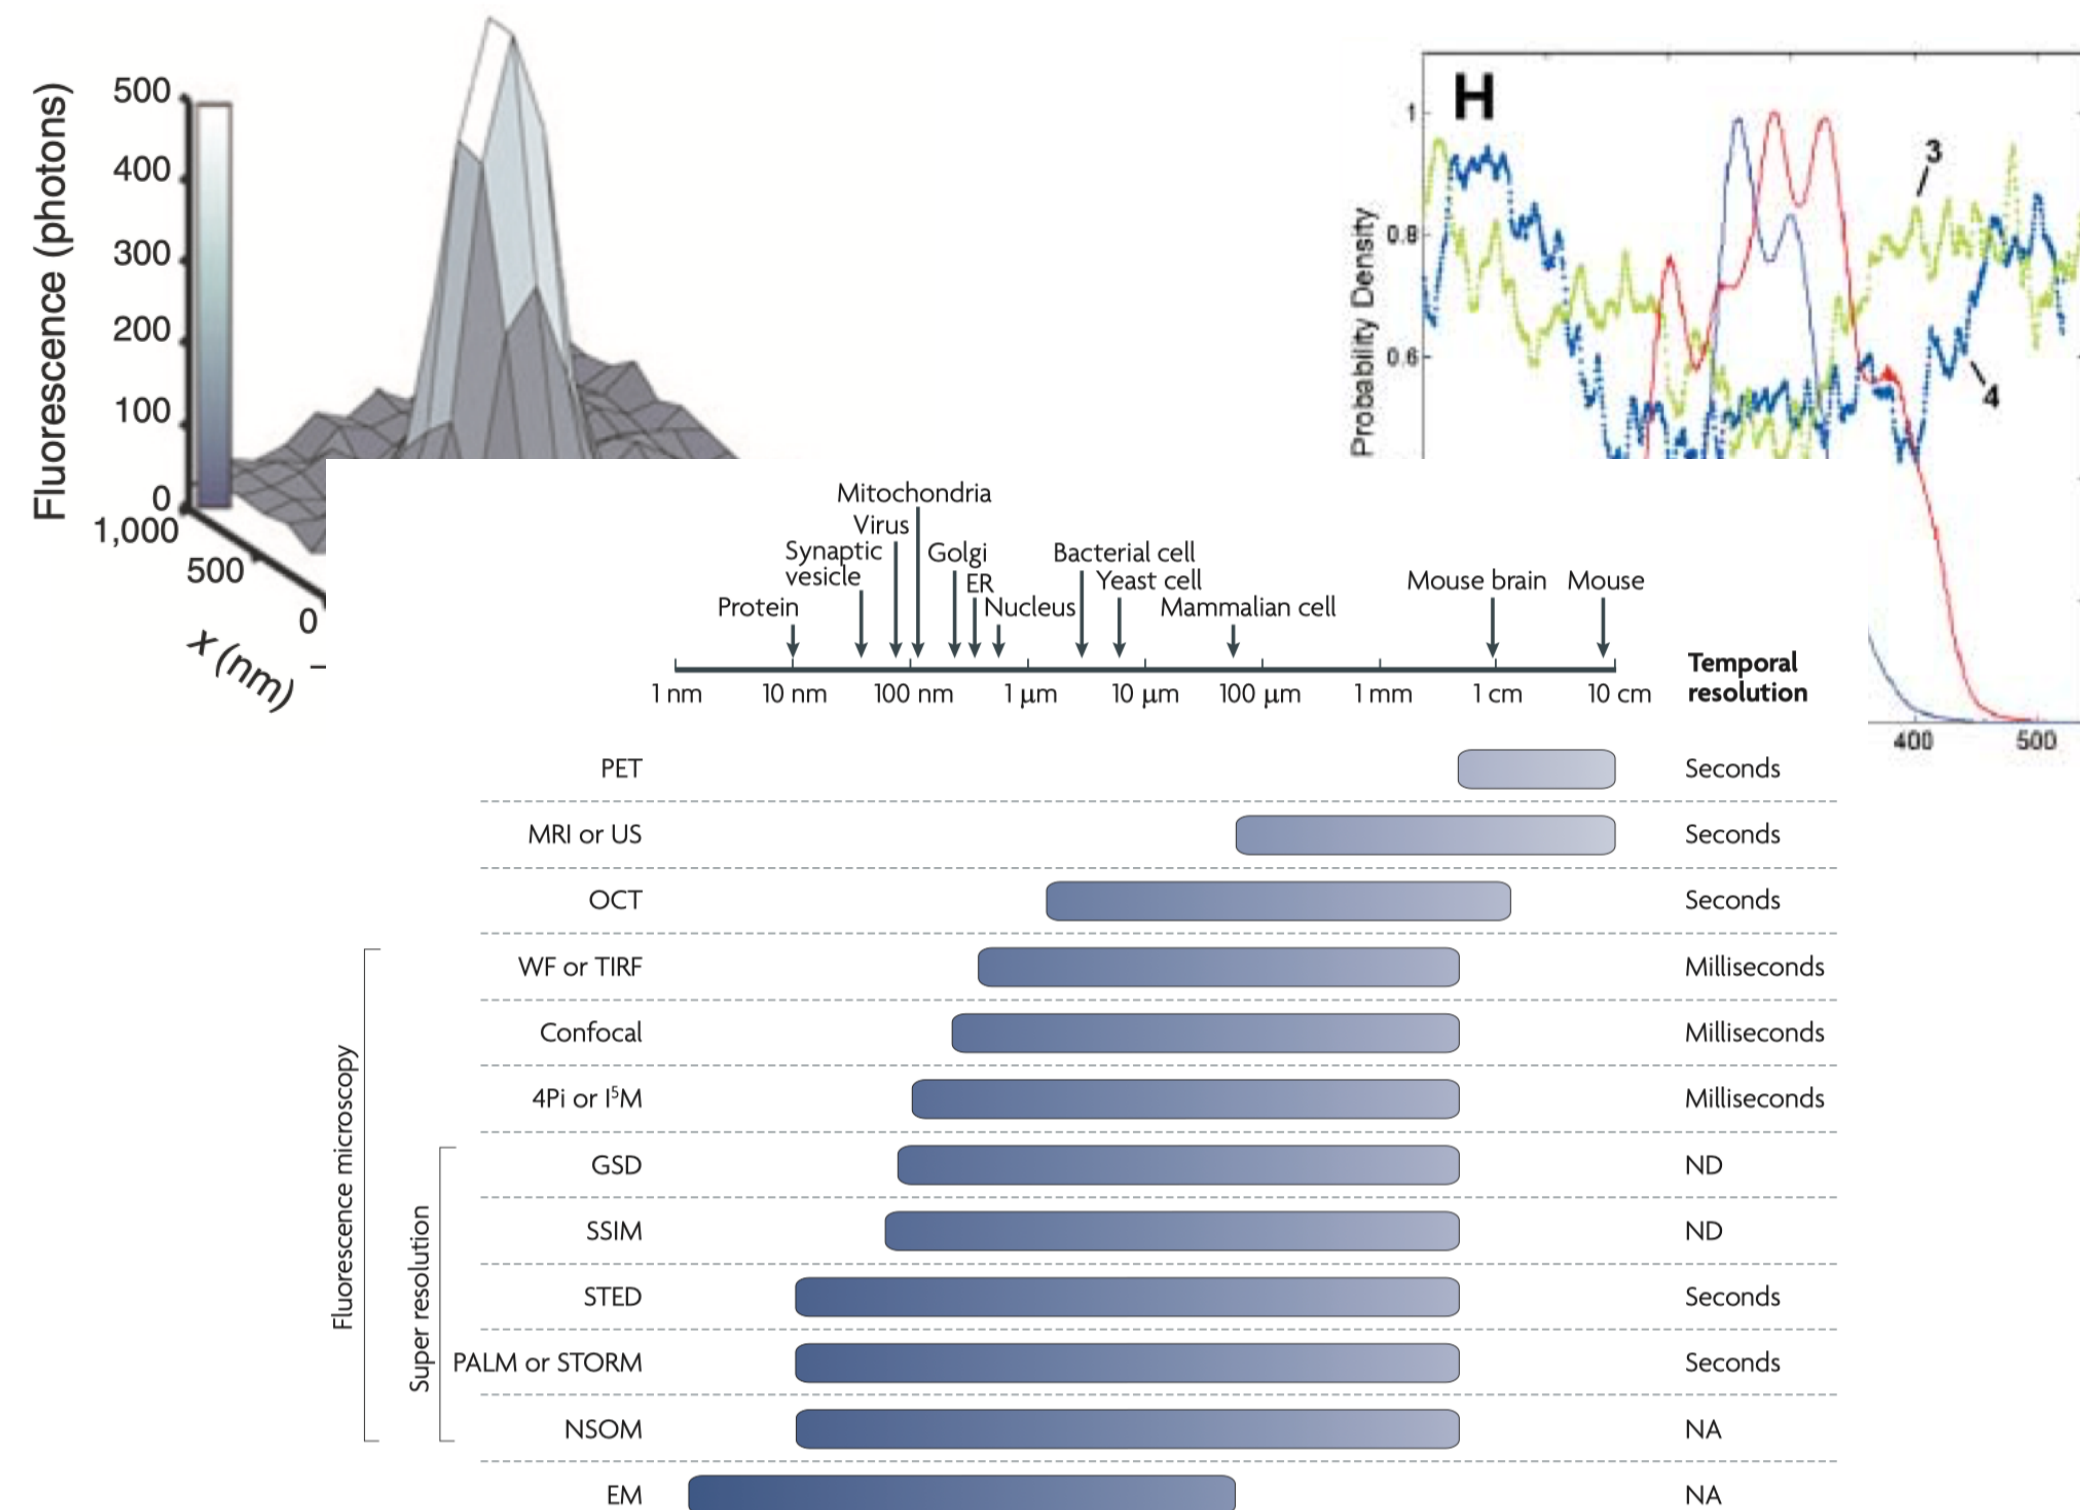 Fluorescence (photons)
500
400
300
200
100
0
1,000
500
0
x (nm)
H
Probability Density
1
0.8
0.6
3
4
400
500
Mitochondria
Virus
Synaptic
vesicle
Golgi
ER
Bacterial cell
Yeast cell
Mouse brain
Mouse
Protein
Nucleus
Mammalian cell
1 nm
10 nm
100 nm
1 μm
10 μm
100 μm
1 mm
1 cm
10 cm
Temporal
resolution
PET
Seconds
MRI or US
Seconds
OCT
Seconds
Fluorescence microscopy
WF or TIRF
Milliseconds
Confocal
Milliseconds
4Pi or I⁵M
Milliseconds
Super resolution
GSD
ND
SSIM
ND
STED
Seconds
PALM or STORM
Seconds
NSOM
NA
EM
NA